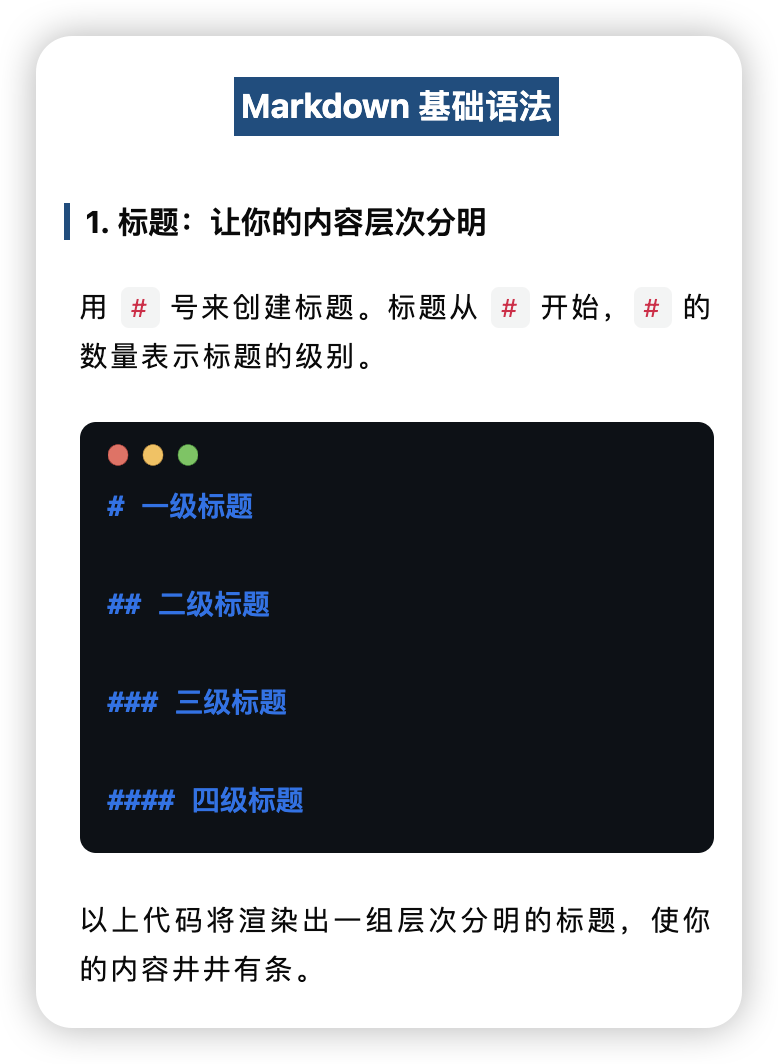 Markdown 基础语法
1. 标题：让你的内容层次分明
用 # 号来创建标题。标题从 # 开始，# 的
数量表示标题的级别。
# 一级标题
## 二级标题
### 三级标题
#### 四级标题
以上代码将渲染出一组层次分明的标题，使你
的内容井井有条。